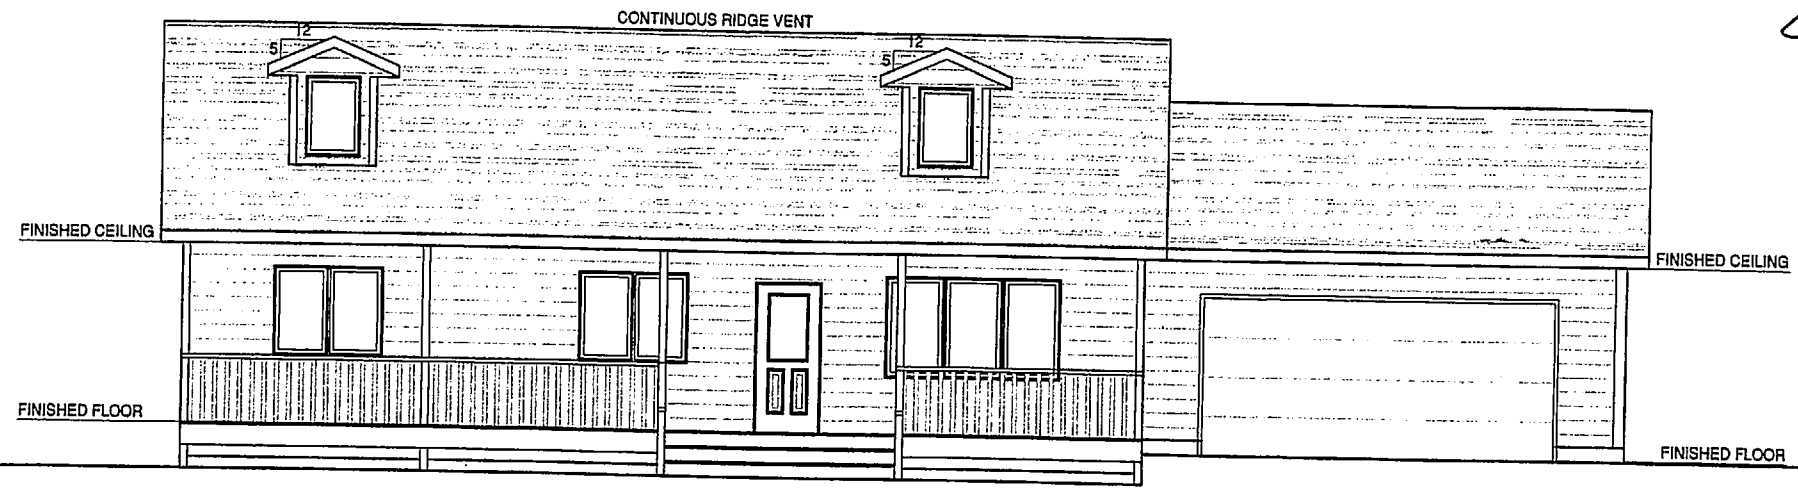 CONTINUOUS RIDGE VENT
12
5
12
5
FINISHED CEILING
FINISHED CEILING
FINISHED FLOOR
FINISHED FLOOR